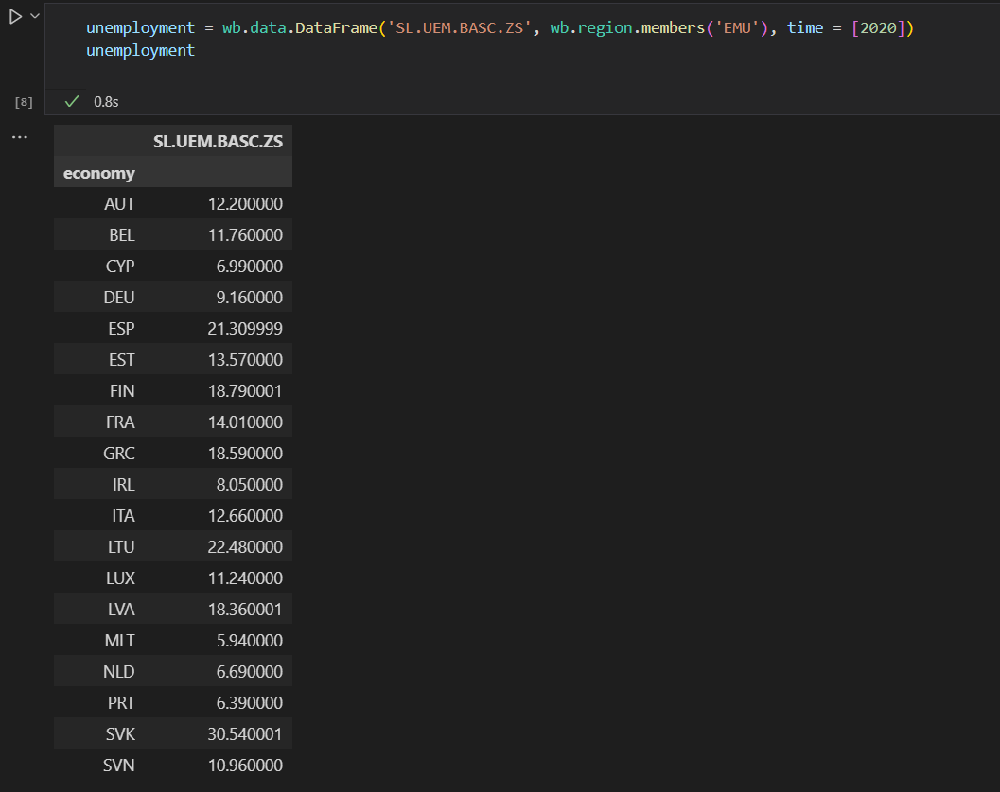 unemployment = wb.data.DataFrame('SL.UEM.BASC.ZS', wb.region.members('EMU'), time = [2020])
unemployment
[8] 0.8s
...
SL.UEM.BASC.ZS
economy
AUT 12.200000
BEL 11.760000
CYP 6.990000
DEU 9.160000
ESP 21.309999
EST 13.570000
FIN 18.790001
FRA 14.010000
GRC 18.590000
IRL 8.050000
ITA 12.660000
LTU 22.480000
LUX 11.240000
LVA 18.360001
MLT 5.940000
NLD 6.690000
PRT 6.390000
SVK 30.540001
SVN 10.960000